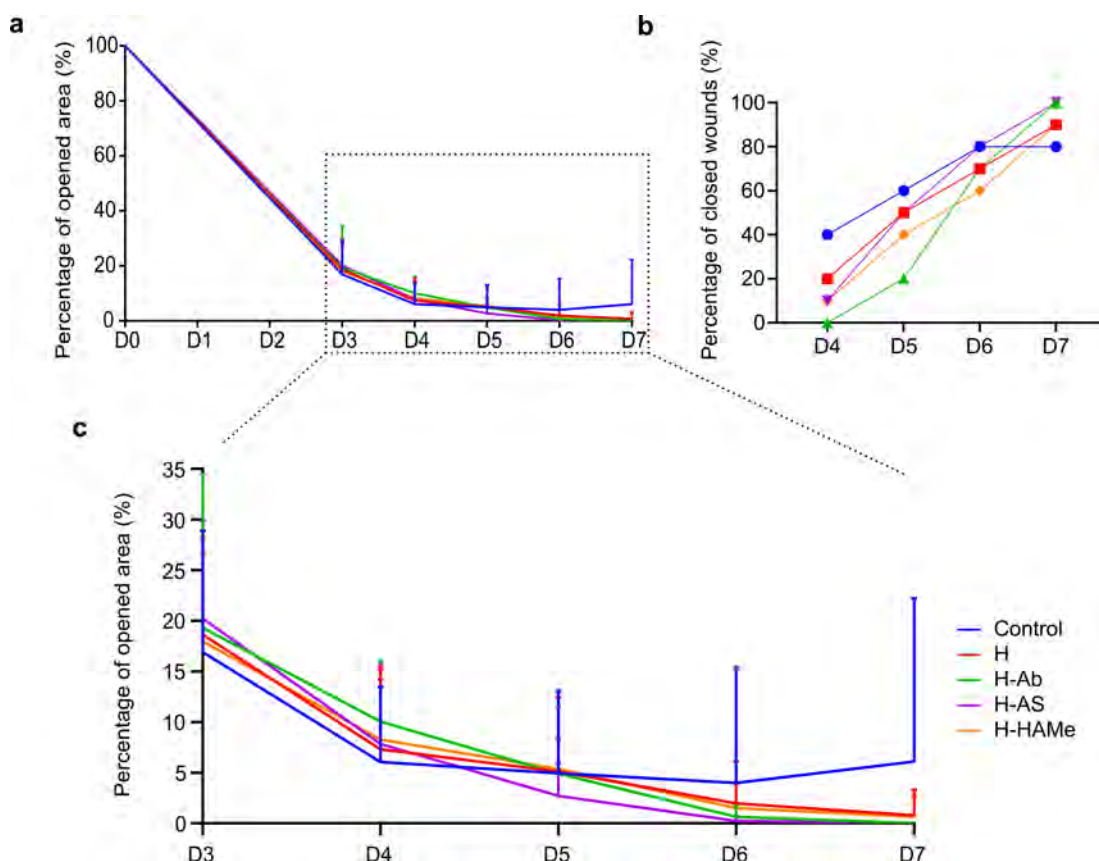 a
Percentage of opened area (%)
100
80
60
40
20
0
D0 D1 D2 D3 D4 D5 D6 D7
b
Percentage of closed wounds (%)
100
80
60
40
20
0
D4 D5 D6 D7
c
Percentage of opened area (%)
35
30
25
20
15
10
5
0
D3 D4 D5 D6 D7
Control
H
H-Ab
H-AS
H-HAMe